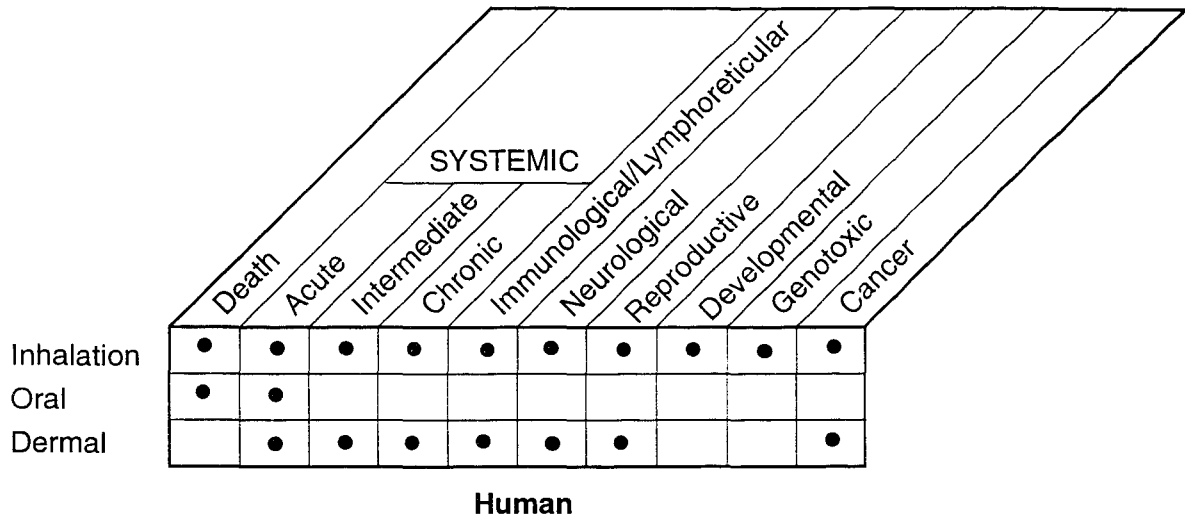 SYSTEMIC
Death
Acute
Intermediate
Chronic
Immunological/Lymphoreticular
Neurological
Reproductive
Developmental
Genotoxic
Cancer
Inhalation
Oral
Dermal
Human